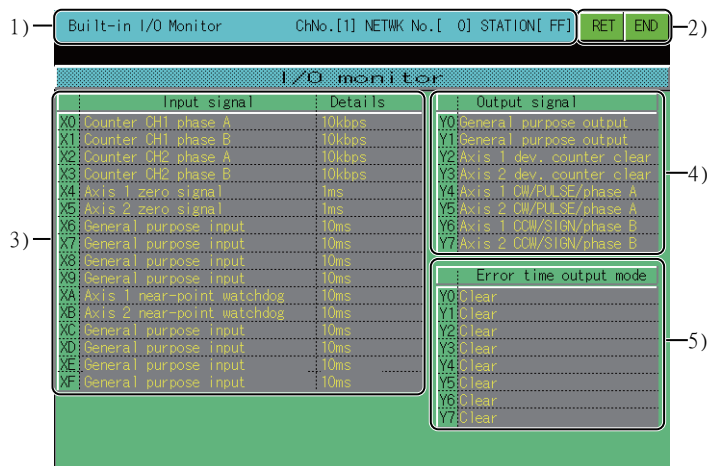 1) Built-in I/O Monitor ChNo.[1] NETWK No.[ 0] STATION[ FF] RET END 2)
I/O monitor
3)
Input signal Details
X0 Counter CH1 phase A 10kbps
X1 Counter CH1 phase B 10kbps
X2 Counter CH2 phase A 10kbps
X3 Counter CH2 phase B 10kbps
X4 Axis 1 zero signal 1ms
X5 Axis 2 zero signal 1ms
X6 General purpose input 10ms
X7 General purpose input 10ms
X8 General purpose input 10ms
X9 General purpose input 10ms
XA Axis 1 near-point watchdog 10ms
XB Axis 2 near-point watchdog 10ms
XC General purpose input 10ms
XD General purpose input 10ms
XE General purpose input 10ms
XF General purpose input 10ms
Output signal
Y0 General purpose output
Y1 General purpose output
Y2 Axis 1 dev. counter clear
Y3 Axis 2 dev. counter clear
Y4 Axis 1 CW/PULSE/phase A
Y5 Axis 2 CW/PULSE/phase A
Y6 Axis 1 CCW/SIGN/phase B
Y7 Axis 2 CCW/SIGN/phase B
4)
Error time output mode
Y0 Clear
Y1 Clear
Y2 Clear
Y3 Clear
Y4 Clear
Y5 Clear
Y6 Clear
Y7 Clear
5)